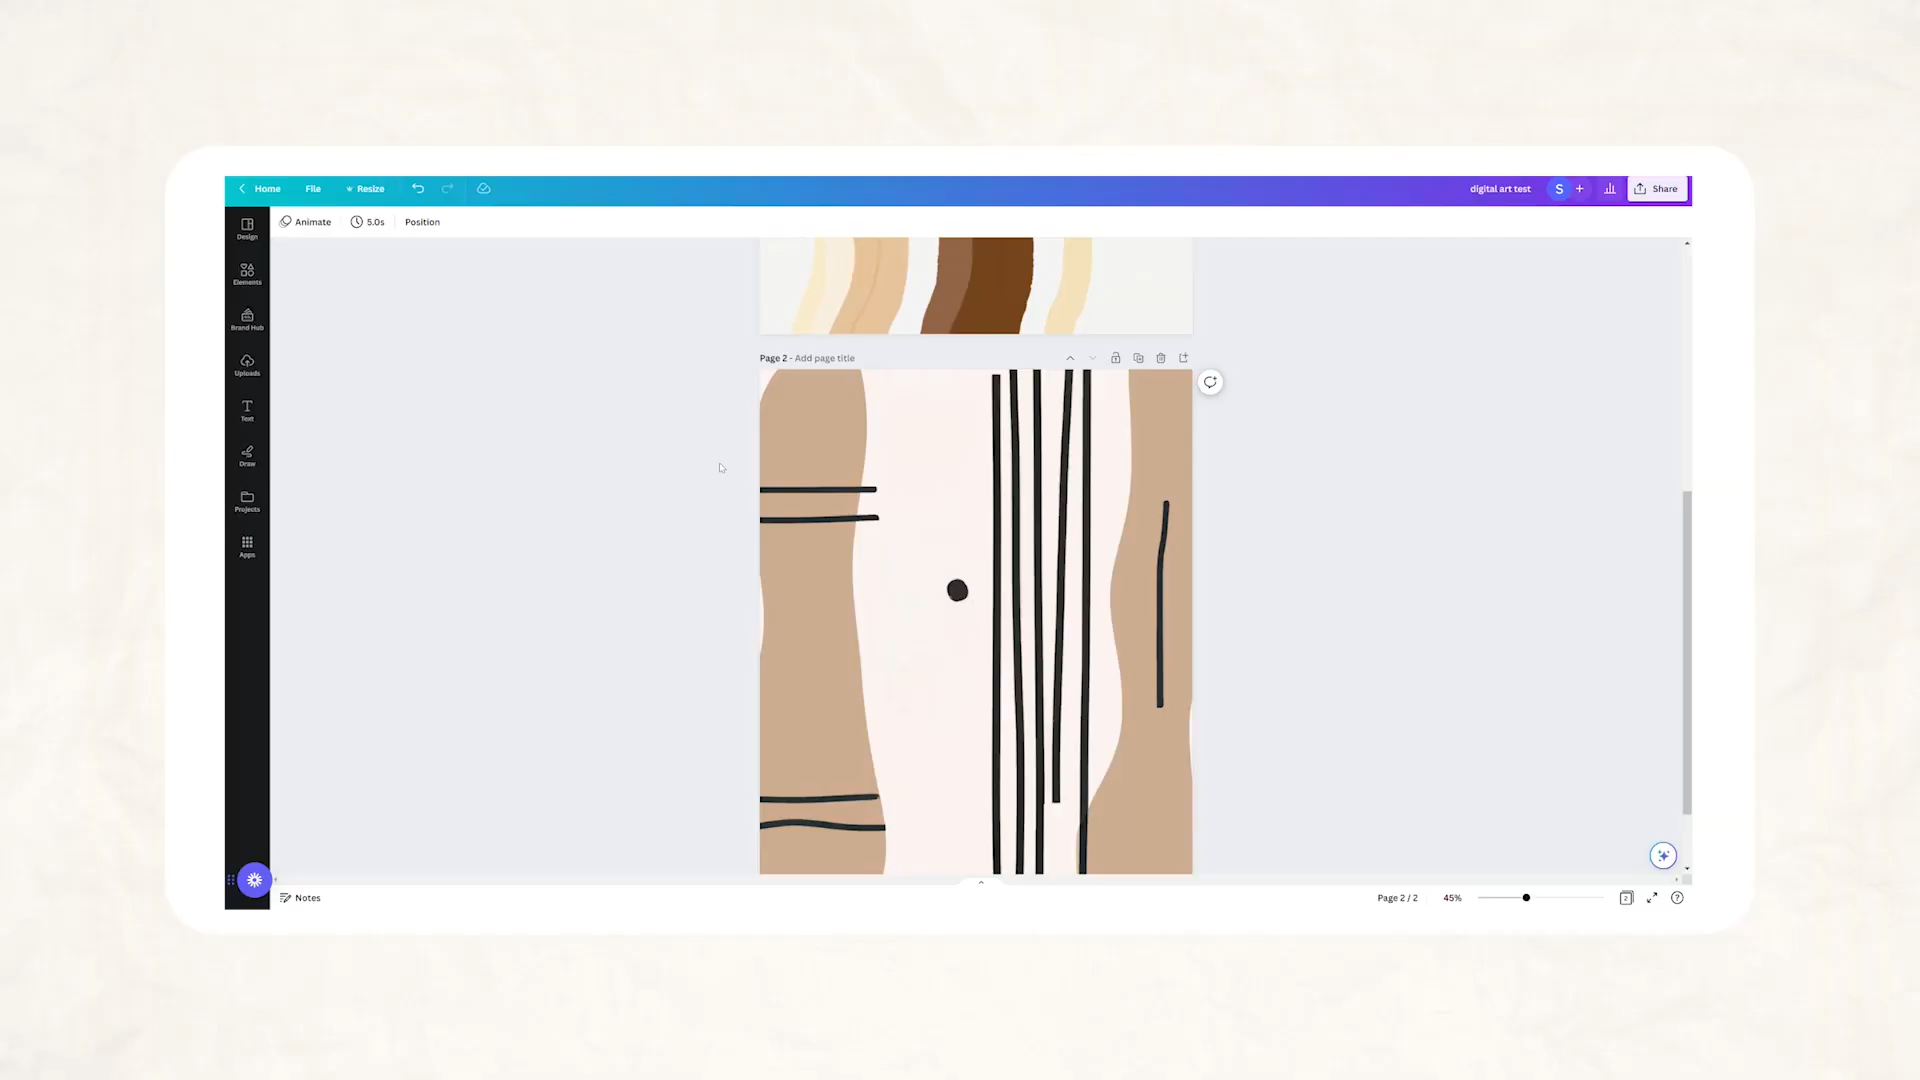 Home File Resize digital art test S + Share
Animate 5.0s Position
Design
Elements
Brand Hub
Uploads
Text
Draw
Projects
Apps
Page 2 - Add page title
Notes Page 2 / 2 45% 2 ?